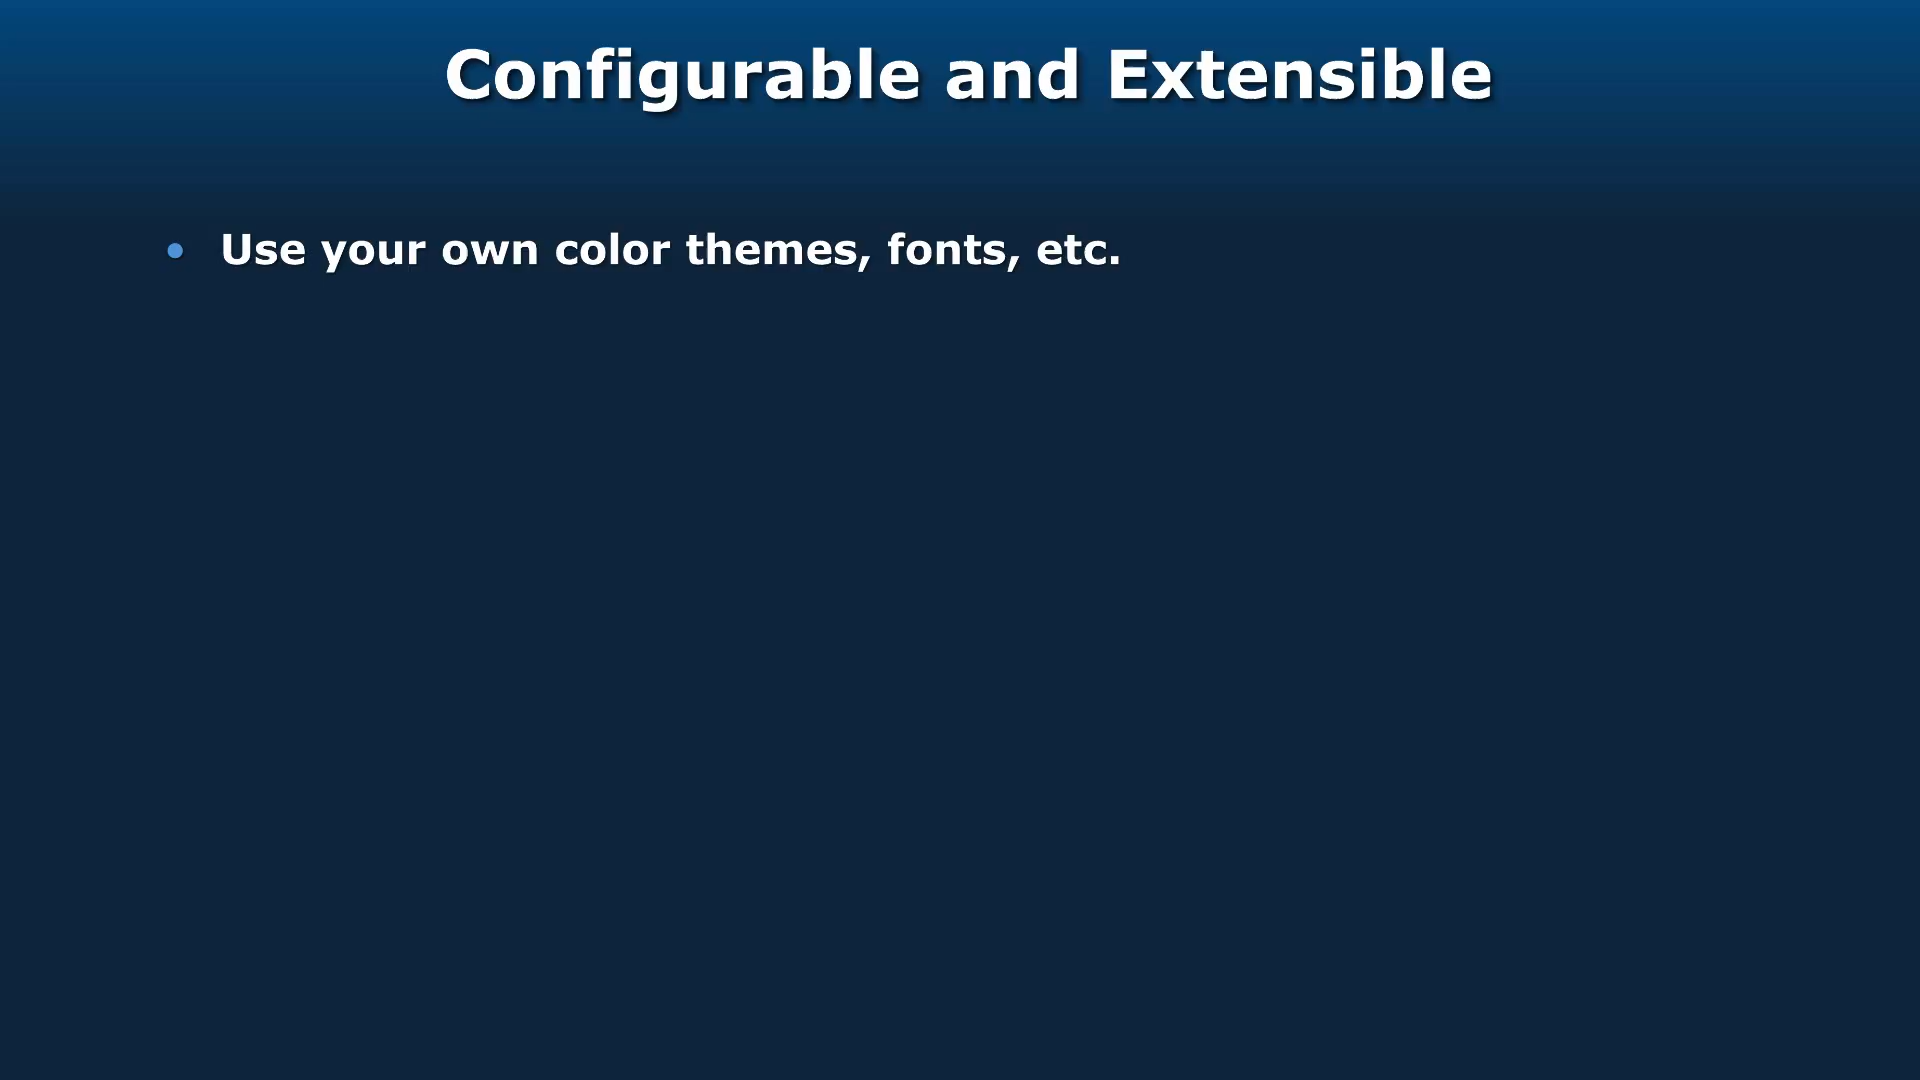 Configurable and Extensible
• Use your own color themes, fonts, etc.